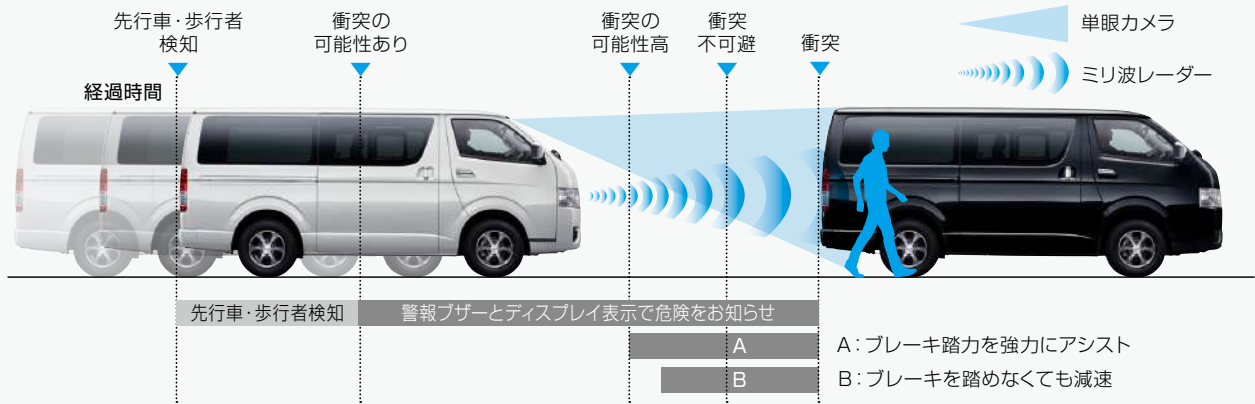 先行車・歩行者
検知
衝突の
可能性あり
衝突の
可能性高
衝突
不可避
衝突
単眼カメラ
ミリ波レーダー
経過時間
先行車・歩行者検知
警報ブザーとディスプレイ表示で危険をお知らせ
A
A：ブレーキ踏力を強力にアシスト
B
B：ブレーキを踏めなくても減速